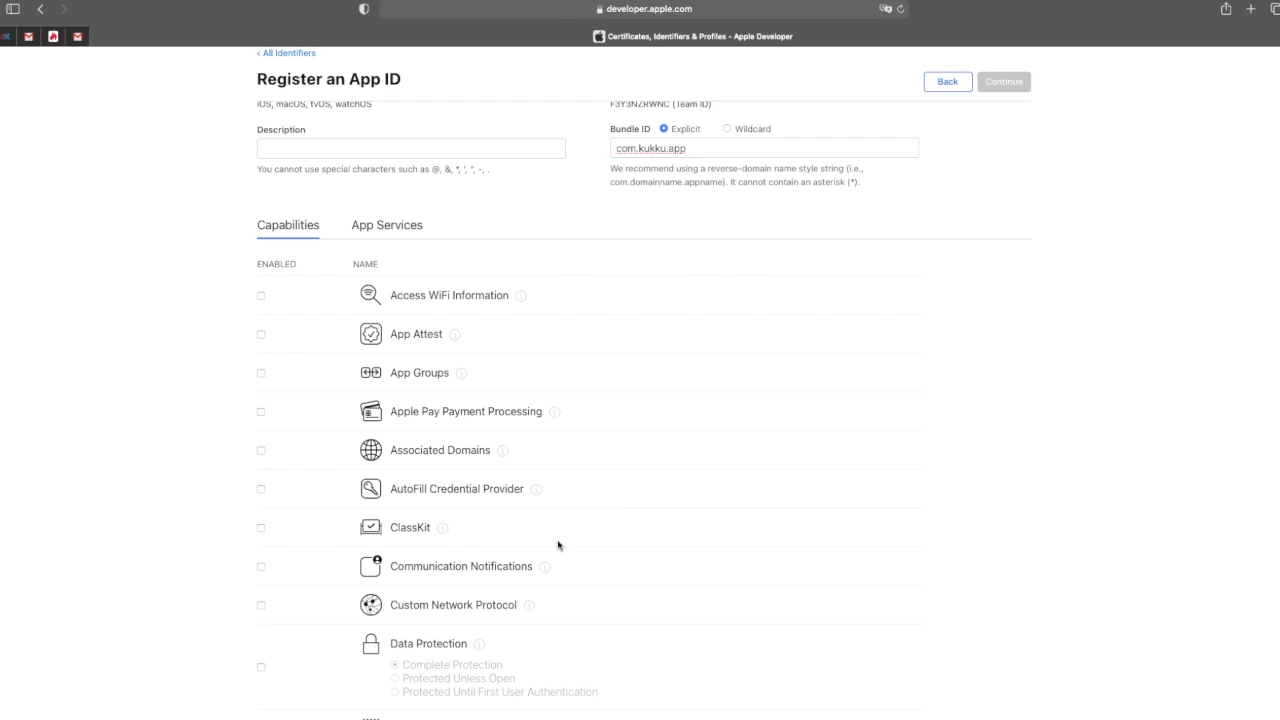 developer.apple.com
Certificates, Identifiers & Profiles - Apple Developer
‹ All Identifiers
Register an App ID
Back
Continue
iOS, macOS, tvOS, watchOS
F3Y3NZRWNC (Team ID)
Description
Bundle ID Explicit Wildcard
com.kukku.app
You cannot use special characters such as @, &, *, ', ", -, .
We recommend using a reverse-domain name style string (i.e.,
com.domainname.appname). It cannot contain an asterisk (*).
Capabilities
App Services
ENABLED
NAME
Access WiFi Information
App Attest
App Groups
Apple Pay Payment Processing
Associated Domains
AutoFill Credential Provider
ClassKit
Communication Notifications
Custom Network Protocol
Data Protection
Complete Protection
Protected Unless Open
Protected Until First User Authentication